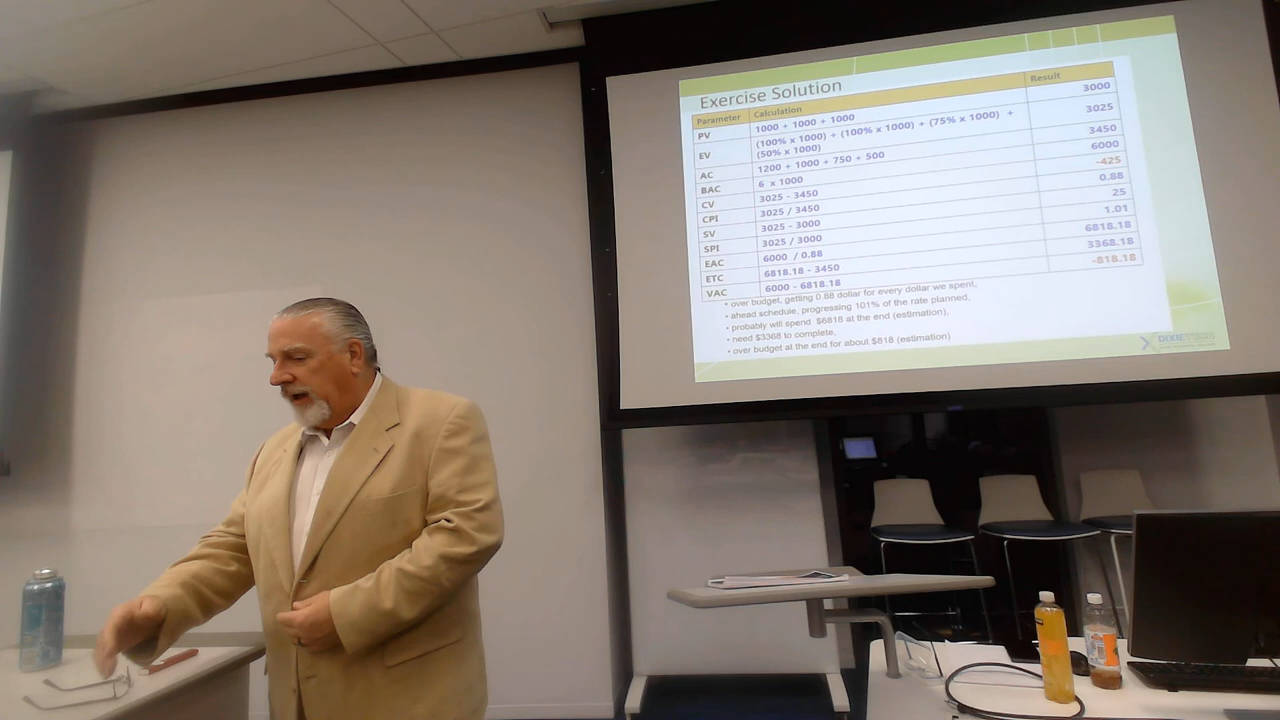 Exercise Solution
Parameter Calculation Result
PV 1000 + 1000 + 1000 3000
EV (100% x 1000) + (100% x 1000) + (75% x 1000) + 3025
(50% x 1000)
AC 1200 + 1000 + 750 + 500 3450
BAC 6 x 1000 6000
CV 3025 - 3450 -425
CPI 3025 / 3450 0.88
SV 3025 - 3000 25
SPI 3025 / 3000 1.01
EAC 6000 / 0.88 6818.18
ETC 6818.18 - 3450 3368.18
VAC 6000 - 6818.18 -818.18
• over budget, getting 0.88 dollar for every dollar we spent,
• ahead schedule, progressing 101% of the rate planned,
• probably will spend $6818 at the end (estimation),
• need $3368 to complete,
• over budget at the end for about $818 (estimation)